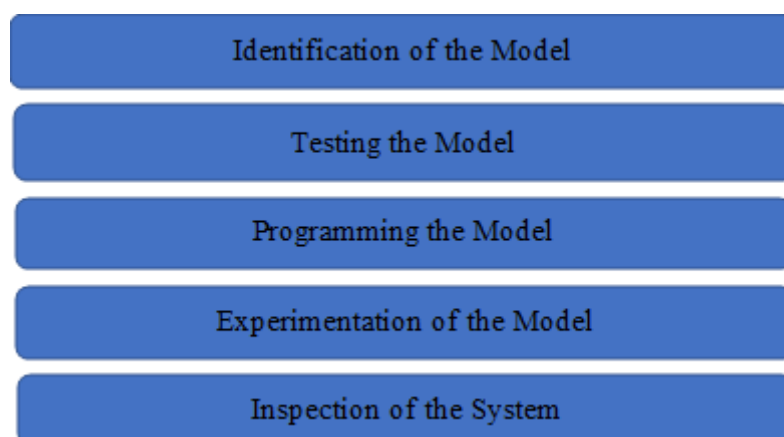 Identification of the Model
Testing the Model
Programming the Model
Experimentation of the Model
Inspection of the System